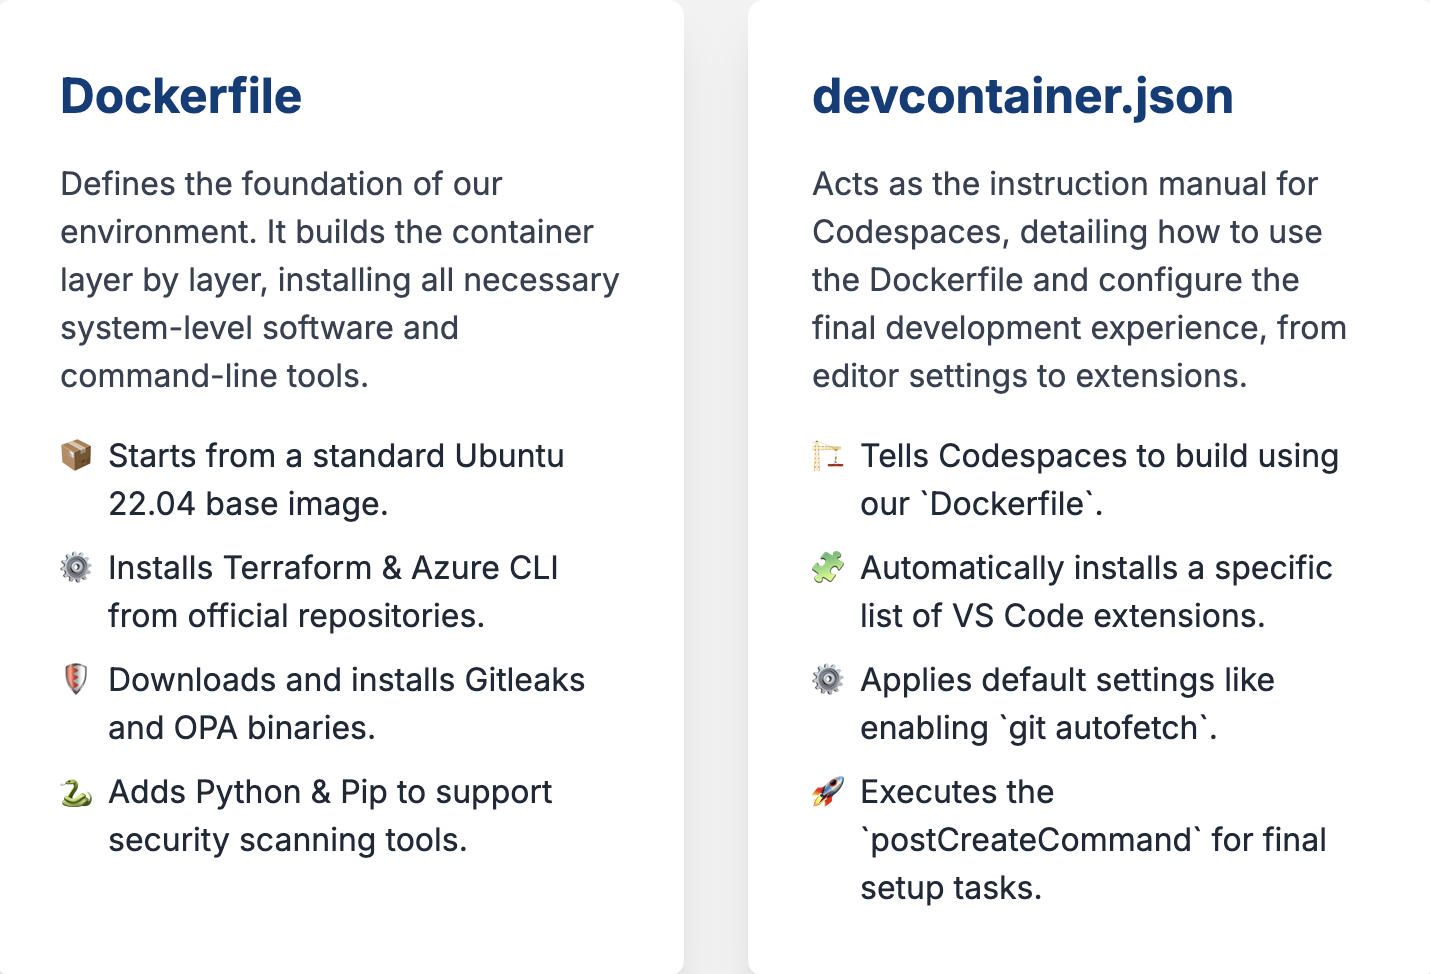 Dockerfile
Defines the foundation of our
environment. It builds the container
layer by layer, installing all necessary
system-level software and
command-line tools.
Starts from a standard Ubuntu
22.04 base image.
Installs Terraform & Azure CLI
from official repositories.
Downloads and installs Gitleaks
and OPA binaries.
Adds Python & Pip to support
security scanning tools.
devcontainer.json
Acts as the instruction manual for
Codespaces, detailing how to use
the Dockerfile and configure the
final development experience, from
editor settings to extensions.
Tells Codespaces to build using
our `Dockerfile`.
Automatically installs a specific
list of VS Code extensions.
Applies default settings like
enabling `git autofetch`.
Executes the
`postCreateCommand` for final
setup tasks.